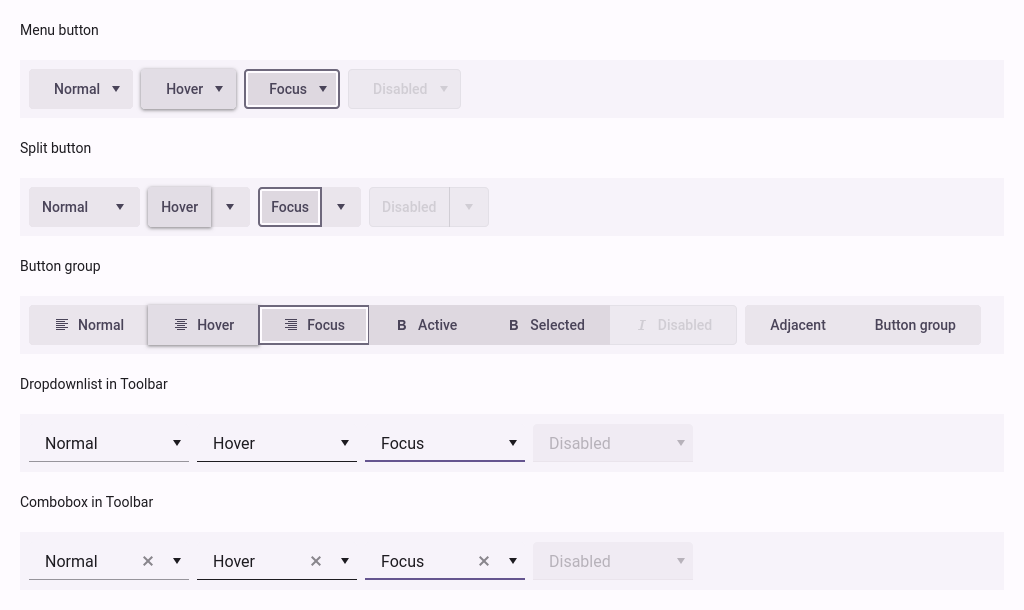 Menu button
Normal Hover Focus Disabled
Split button
Normal Hover Focus Disabled
Button group
Normal Hover Focus B Active B Selected I Disabled Adjacent Button group
Dropdownlist in Toolbar
Normal Hover Focus Disabled
Combobox in Toolbar
Normal Hover Focus Disabled